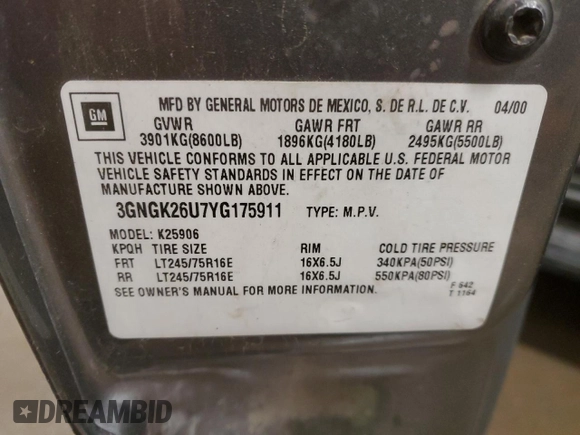 GM
MFD BY GENERAL MOTORS DE MEXICO, S. DE R.L. DE C.V. 04/00
GVWR GAWR FRT GAWR RR
3901KG(8600LB) 1896KG(4180LB) 2495KG(5500LB)
THIS VEHICLE CONFORMS TO ALL APPLICABLE U.S. FEDERAL MOTOR
VEHICLE SAFETY STANDARDS IN EFFECT ON THE DATE OF
MANUFACTURE SHOWN ABOVE.
3GNGK26U7YG175911 TYPE: M.P.V.
MODEL: K25906
KPQH TIRE SIZE RIM COLD TIRE PRESSURE
FRT LT245/75R16E 16X6.5J 340KPA(50PSI)
RR LT245/75R16E 16X6.5J 550KPA(80PSI)
SEE OWNER'S MANUAL FOR MORE INFORMATION.
F 642
T 1164
DREAMBID